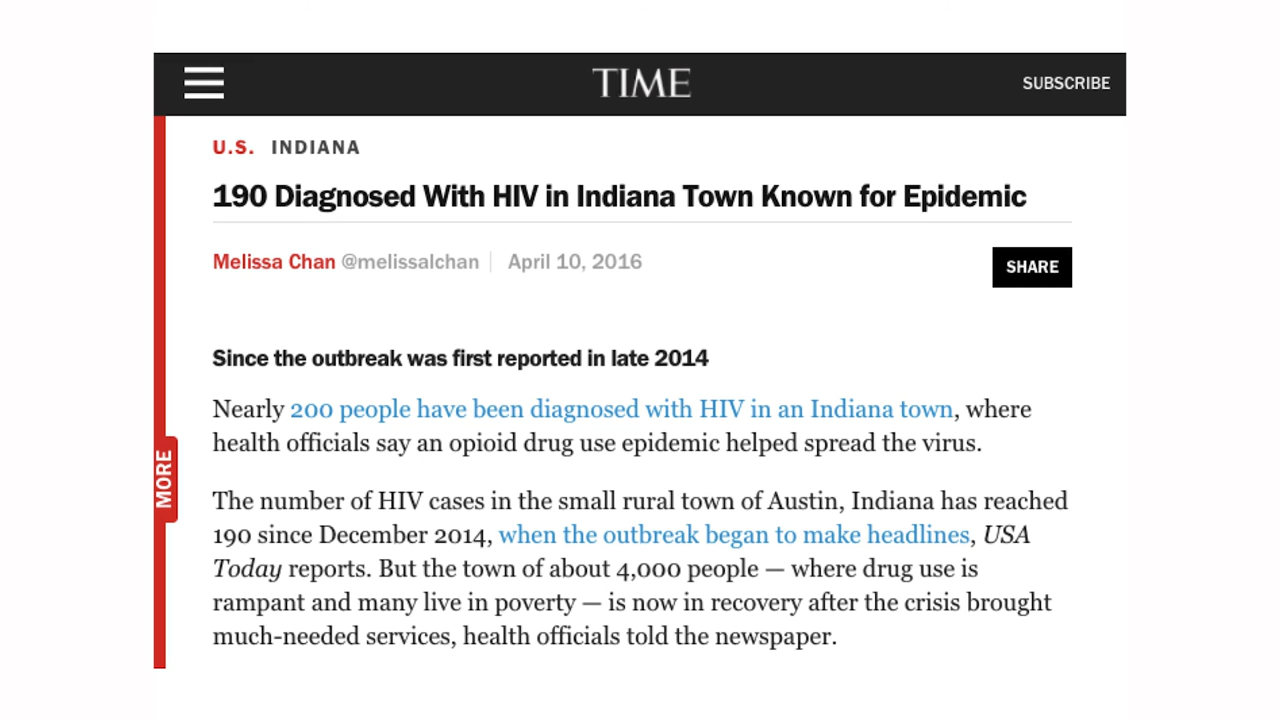 TIME
SUBSCRIBE
U.S. INDIANA
190 Diagnosed With HIV in Indiana Town Known for Epidemic
Melissa Chan @melissalchan | April 10, 2016
SHARE
Since the outbreak was first reported in late 2014
Nearly 200 people have been diagnosed with HIV in an Indiana town, where
health officials say an opioid drug use epidemic helped spread the virus.
MORE
The number of HIV cases in the small rural town of Austin, Indiana has reached
190 since December 2014, when the outbreak began to make headlines, USA
Today reports. But the town of about 4,000 people — where drug use is
rampant and many live in poverty — is now in recovery after the crisis brought
much-needed services, health officials told the newspaper.